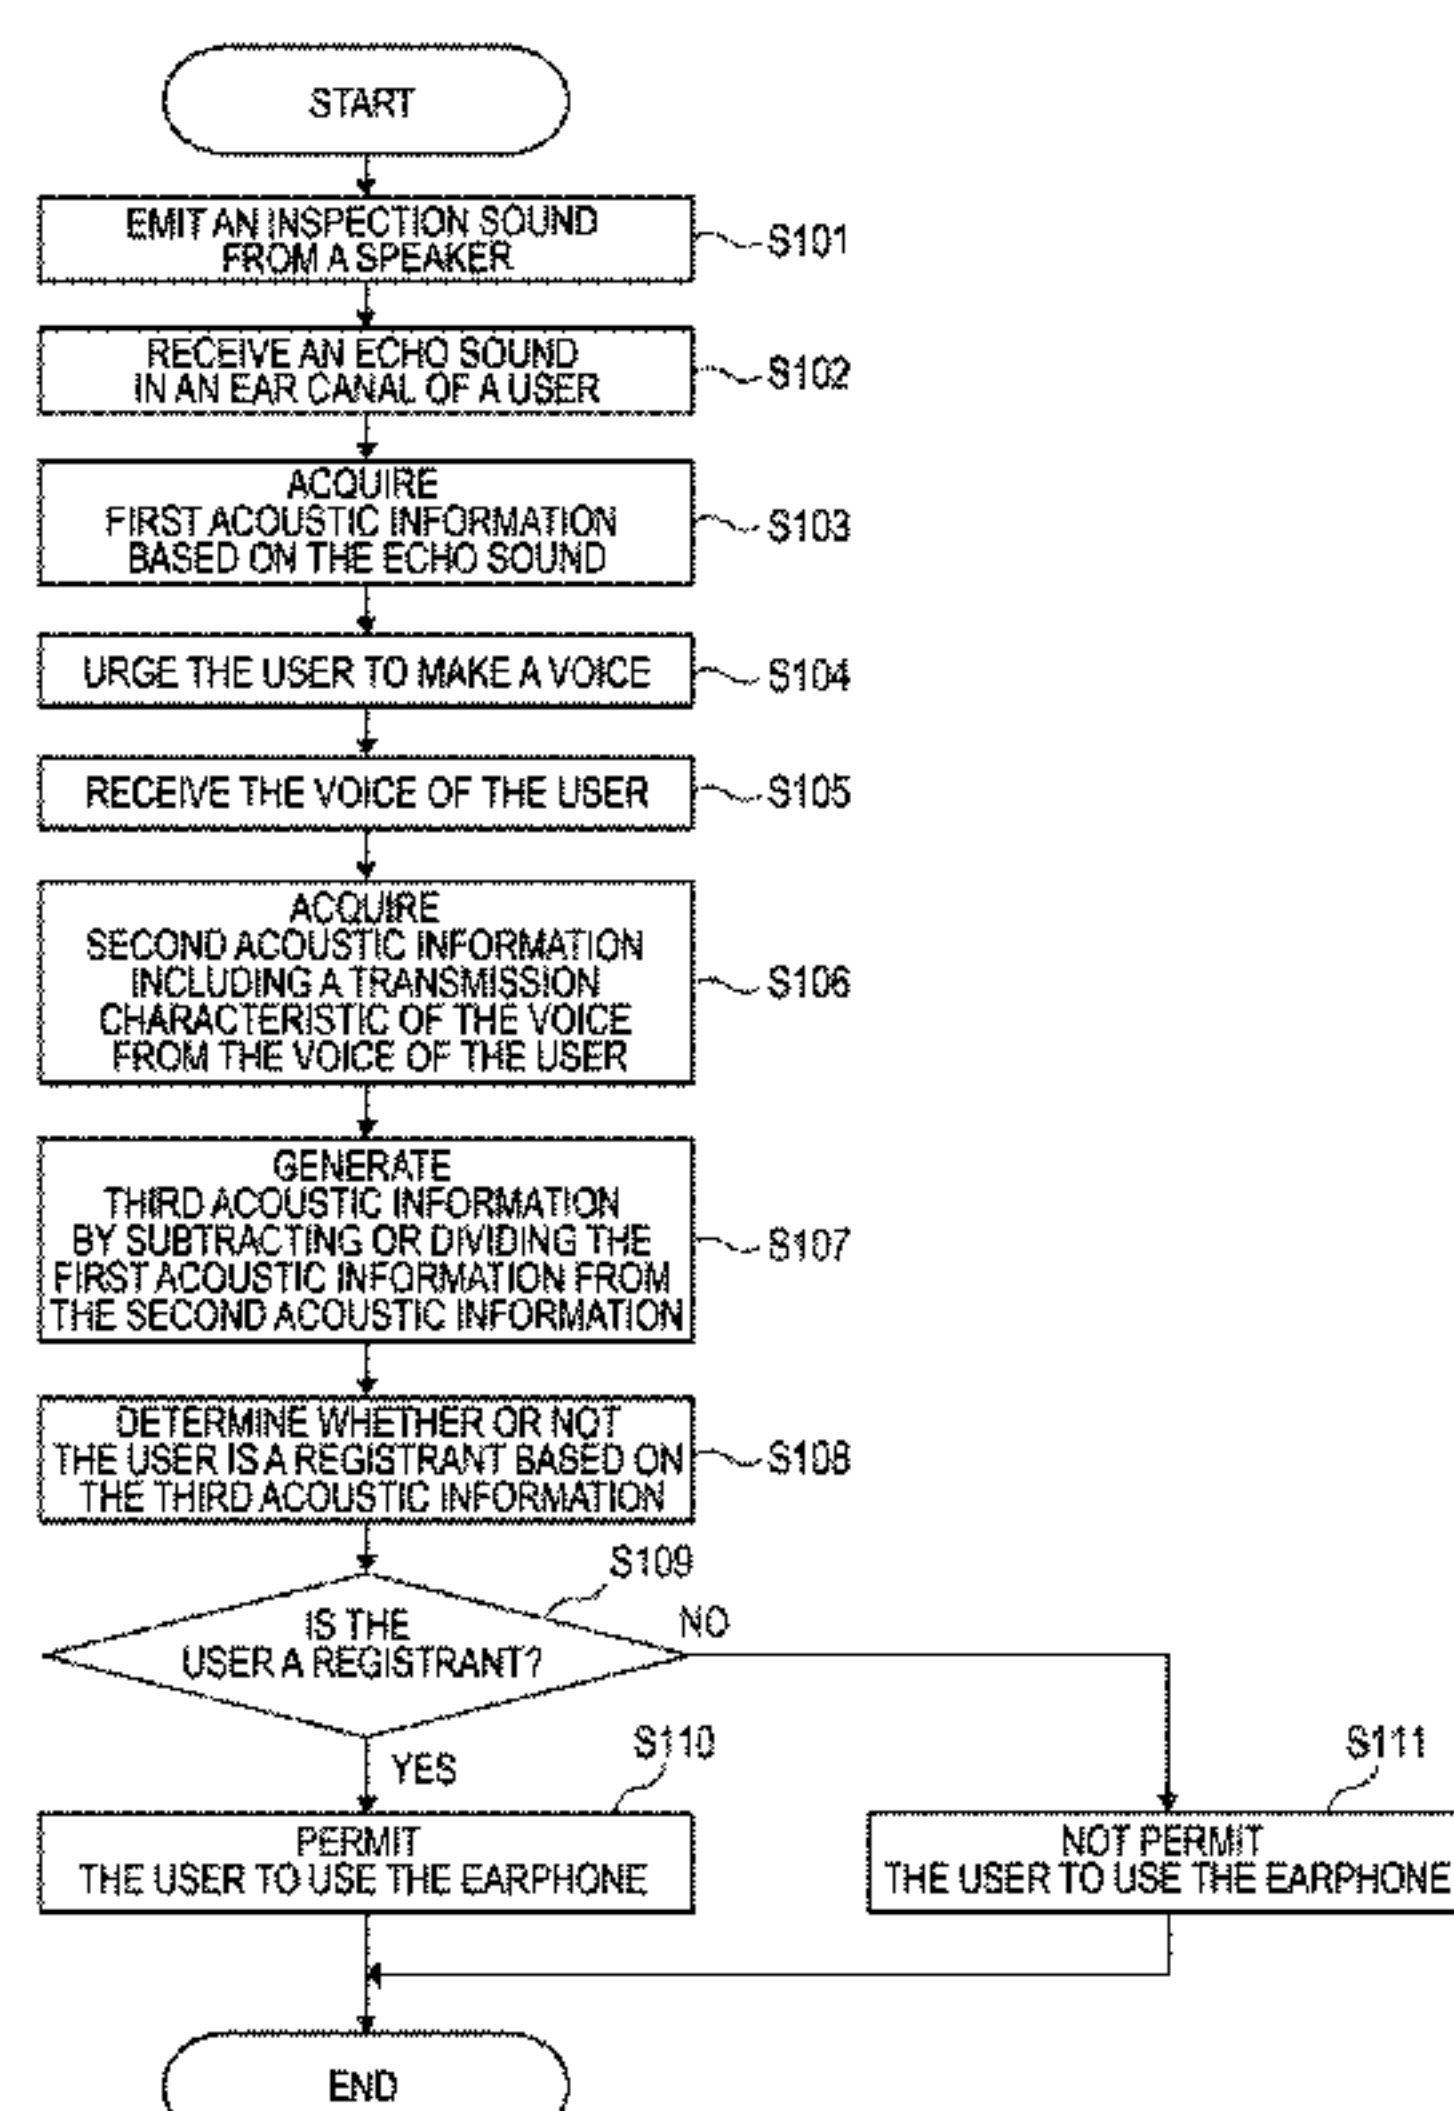 START
EMIT AN INSPECTION SOUND
FROM A SPEAKER
S101
RECEIVE AN ECHO SOUND
IN AN EAR CANAL OF A USER
S102
ACQUIRE
FIRST ACOUSTIC INFORMATION
BASED ON THE ECHO SOUND
S103
URGE THE USER TO MAKE A VOICE
S104
RECEIVE THE VOICE OF THE USER
S105
ACQUIRE
SECOND ACOUSTIC INFORMATION
INCLUDING A TRANSMISSION
CHARACTERISTIC OF THE VOICE
FROM THE VOICE OF THE USER
S106
GENERATE
THIRD ACOUSTIC INFORMATION
BY SUBTRACTING OR DIVIDING THE
FIRST ACOUSTIC INFORMATION FROM
THE SECOND ACOUSTIC INFORMATION
S107
DETERMINE WHETHER OR NOT
THE USER IS A REGISTRANT BASED ON
THE THIRD ACOUSTIC INFORMATION
S108
S109
IS THE
USER A REGISTRANT?
NO
YES
S110
PERMIT
THE USER TO USE THE EARPHONE
S111
NOT PERMIT
THE USER TO USE THE EARPHONE
END